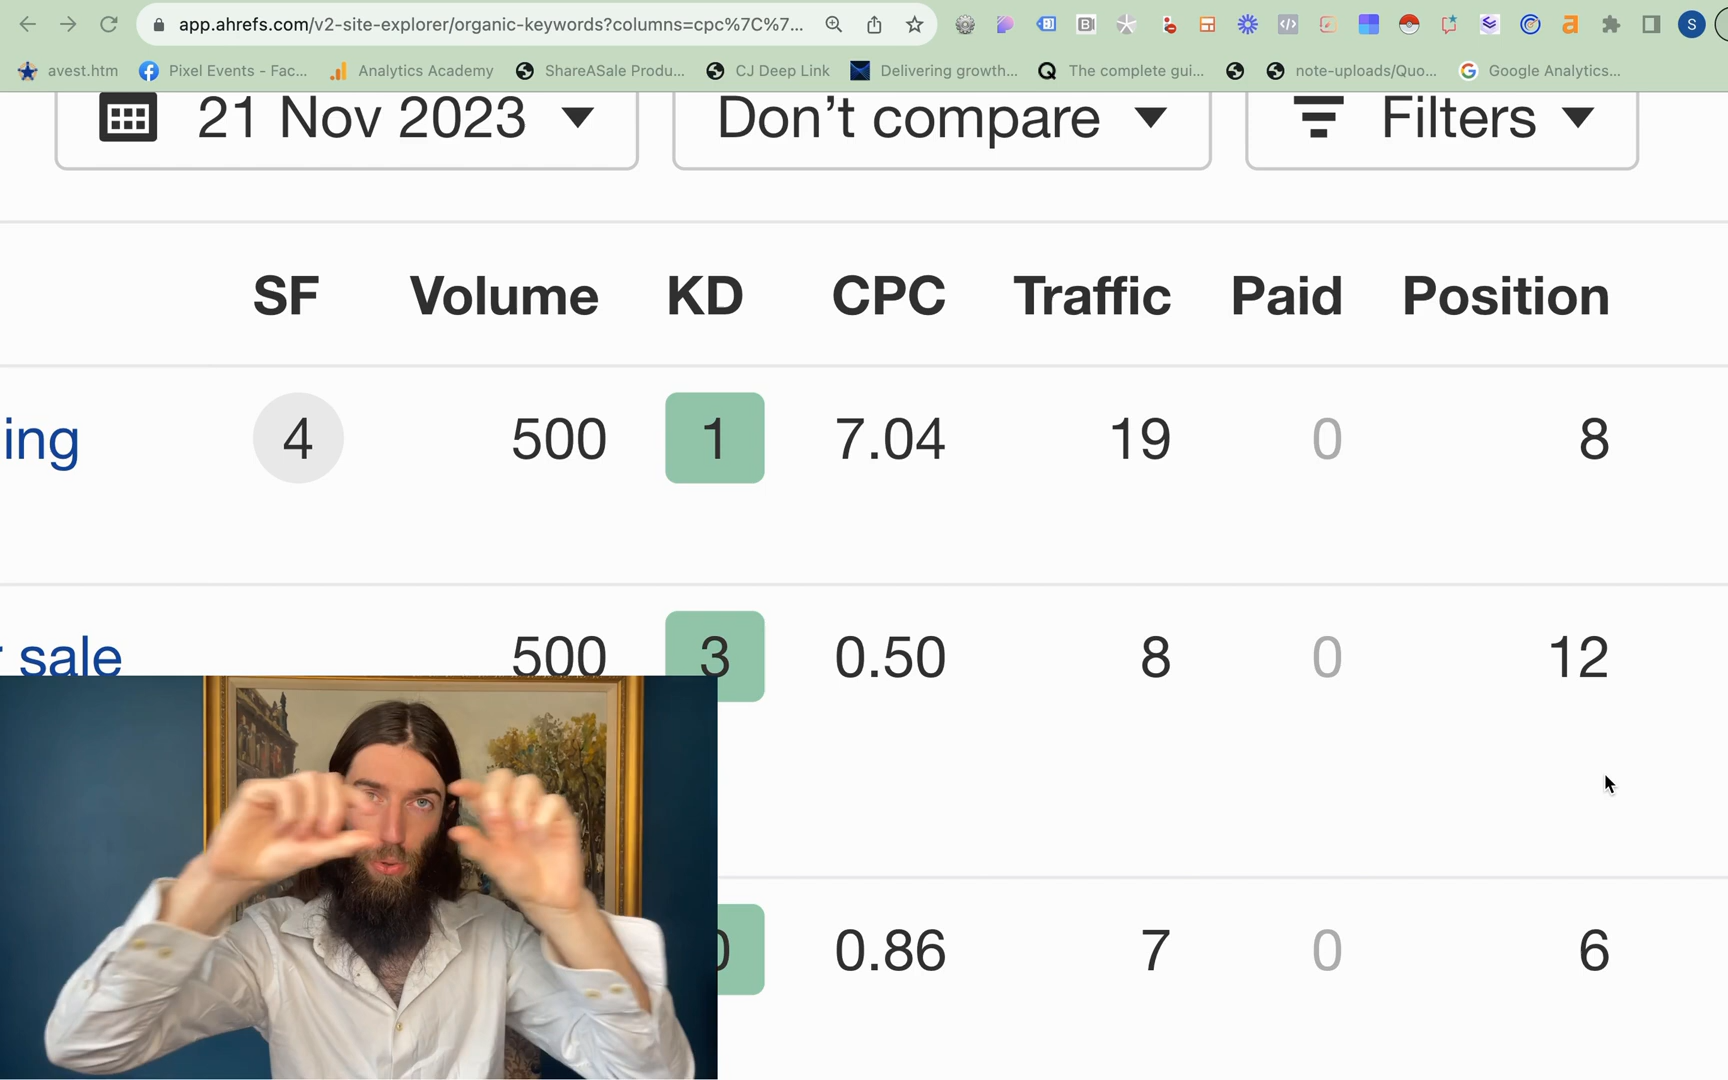 app.ahrefs.com/v2-site-explorer/organic-keywords?columns=cpc%7C%7...
S
avest.htm
Pixel Events - Fac...
Analytics Academy
ShareASale Produ...
CJ Deep Link
Delivering growth...
The complete gui...
note-uploads/Quo...
Google Analytics...
21 Nov 2023
Don't compare
Filters
SF Volume KD CPC Traffic Paid Position
ing 4 500 1 7.04 19 0 8
sale 500 3 0.50 8 0 12
0.86 7 0 6